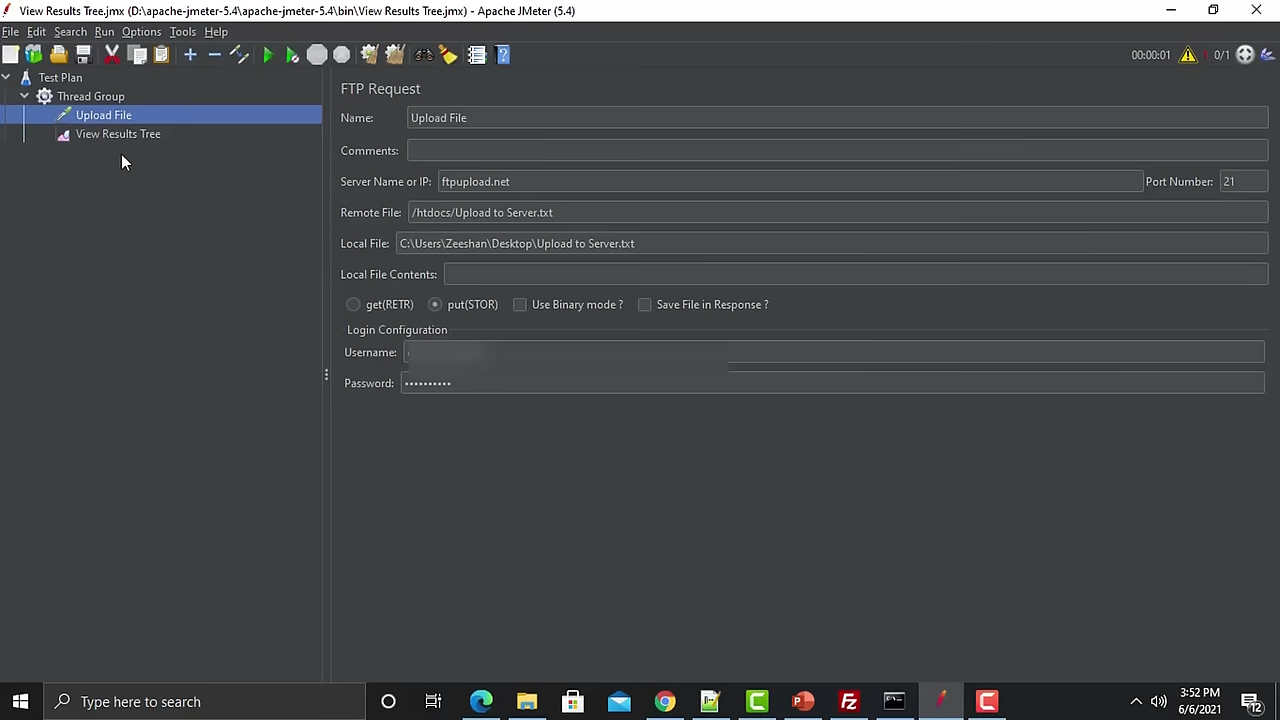 View Results Tree.jmx (D:\apache-jmeter-5.4\apache-jmeter-5.4\bin\View Results Tree.jmx) - Apache JMeter (5.4)
File Edit Search Run Options Tools Help
00:00:01 0/1
Test Plan
Thread Group
Upload File
View Results Tree
FTP Request
Name: Upload File
Comments:
Server Name or IP: ftpupload.net Port Number: 21
Remote File: /htdocs/Upload to Server.txt
Local File: C:\Users\Zeeshan\Desktop\Upload to Server.txt
Local File Contents:
get(RETR) put(STOR) Use Binary mode ? Save File in Response ?
Login Configuration
Username:
Password: ••••••••••
Type here to search
3:52 PM
6/6/2021
12